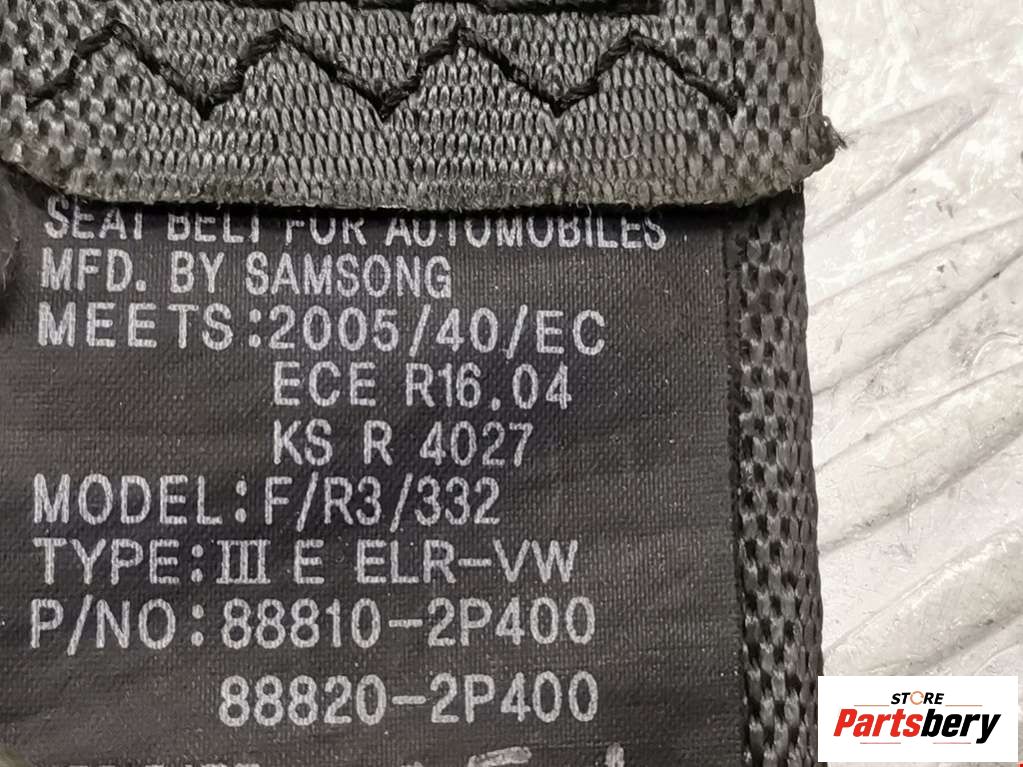 SEAT BELT FOR AUTOMOBILES
MFD. BY SAMSONG
MEETS:2005/40/EC
ECE R16.04
KS R 4027
MODEL:F/R3/332
TYPE:III E ELR-VW
P/NO:88810-2P400
88820-2P400
STORE
Partsbery